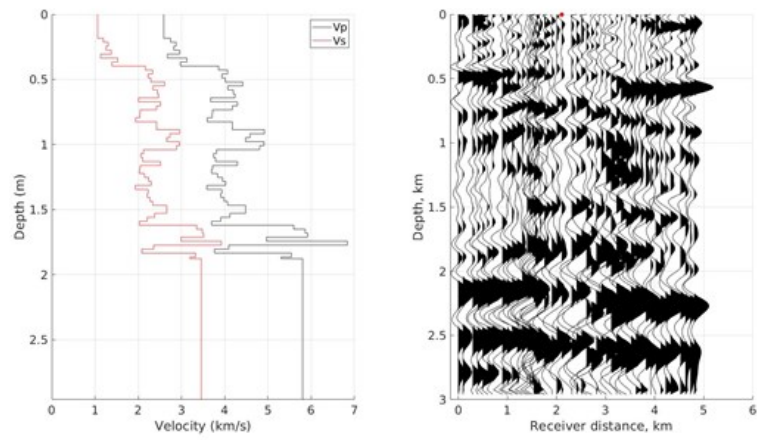 0
0.5
1
1.5
2
2.5
Depth (m)
0 1 2 3 4 5 6 7
Velocity (km/s)
Vp
Vs
0
0.5
1
1.5
2
2.5
3
Depth, km
0 1 2 3 4 5 6
Receiver distance, km